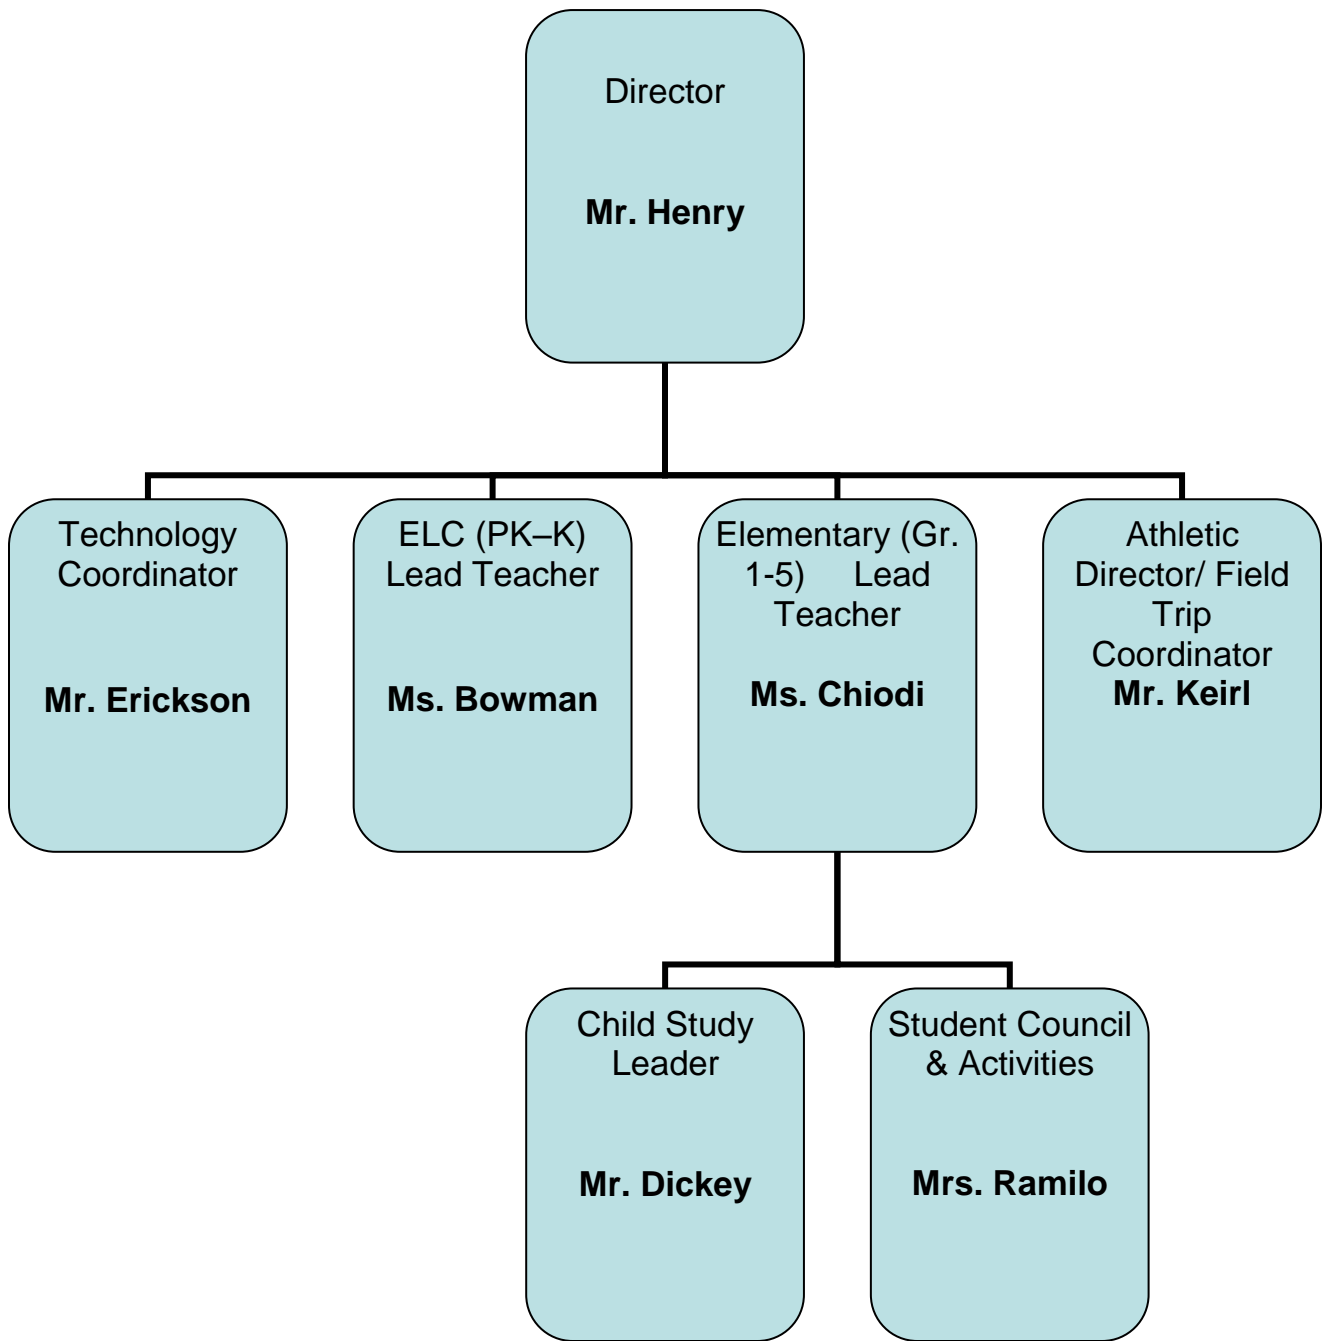 Director
Mr. Henry
Technology
Coordinator
Mr. Erickson
ELC (PK–K)
Lead Teacher
Ms. Bowman
Elementary (Gr.
1-5) Lead
Teacher
Ms. Chiodi
Athletic
Director/ Field
Trip
Coordinator
Mr. Keirl
Child Study
Leader
Mr. Dickey
Student Council
& Activities
Mrs. Ramilo